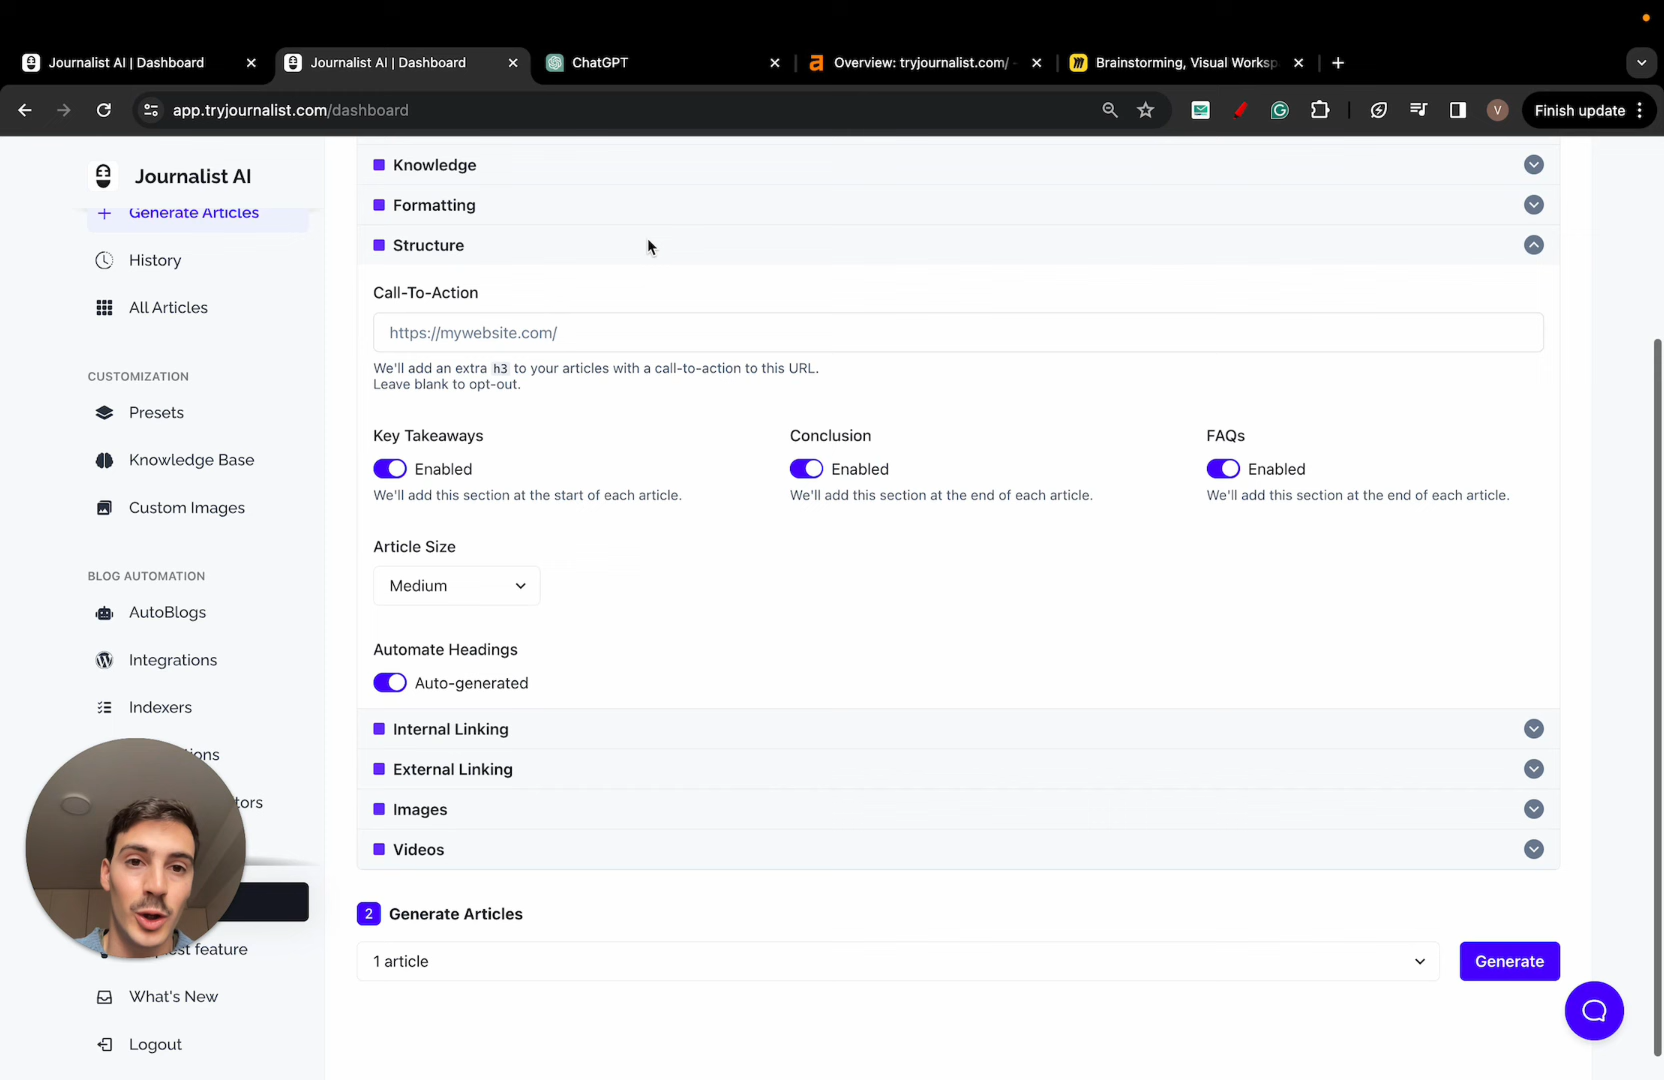 Journalist AI | Dashboard
Journalist AI | Dashboard
ChatGPT
Overview: tryjournalist.com/
Brainstorming, Visual Worksp
app.tryjournalist.com/dashboard
V
Finish update
Journalist AI
Generate Articles
History
All Articles
CUSTOMIZATION
Presets
Knowledge Base
Custom Images
BLOG AUTOMATION
AutoBlogs
Integrations
Indexers
What's New
Logout
Knowledge
Formatting
Structure
Call-To-Action
https://mywebsite.com/
We'll add an extra h3 to your articles with a call-to-action to this URL.
Leave blank to opt-out.
Key Takeaways
Enabled
We'll add this section at the start of each article.
Conclusion
Enabled
We'll add this section at the end of each article.
FAQs
Enabled
We'll add this section at the end of each article.
Article Size
Medium
Automate Headings
Auto-generated
Internal Linking
External Linking
Images
Videos
2 Generate Articles
1 article
Generate
feature